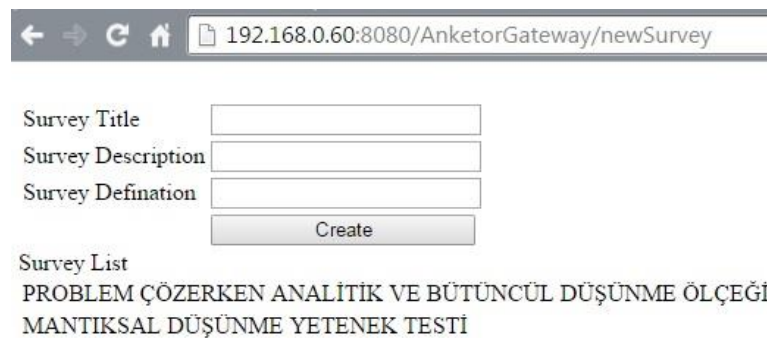 192.168.0.60:8080/AnketorGateway/newSurvey
Survey Title
Survey Description
Survey Defination
Create
Survey List
PROBLEM ÇÖZERKEN ANALİTİK VE BÜTÜNCÜL DÜŞÜNME ÖLÇEĞİ
MANTIKSAL DÜŞÜNME YETENEK TESTİ